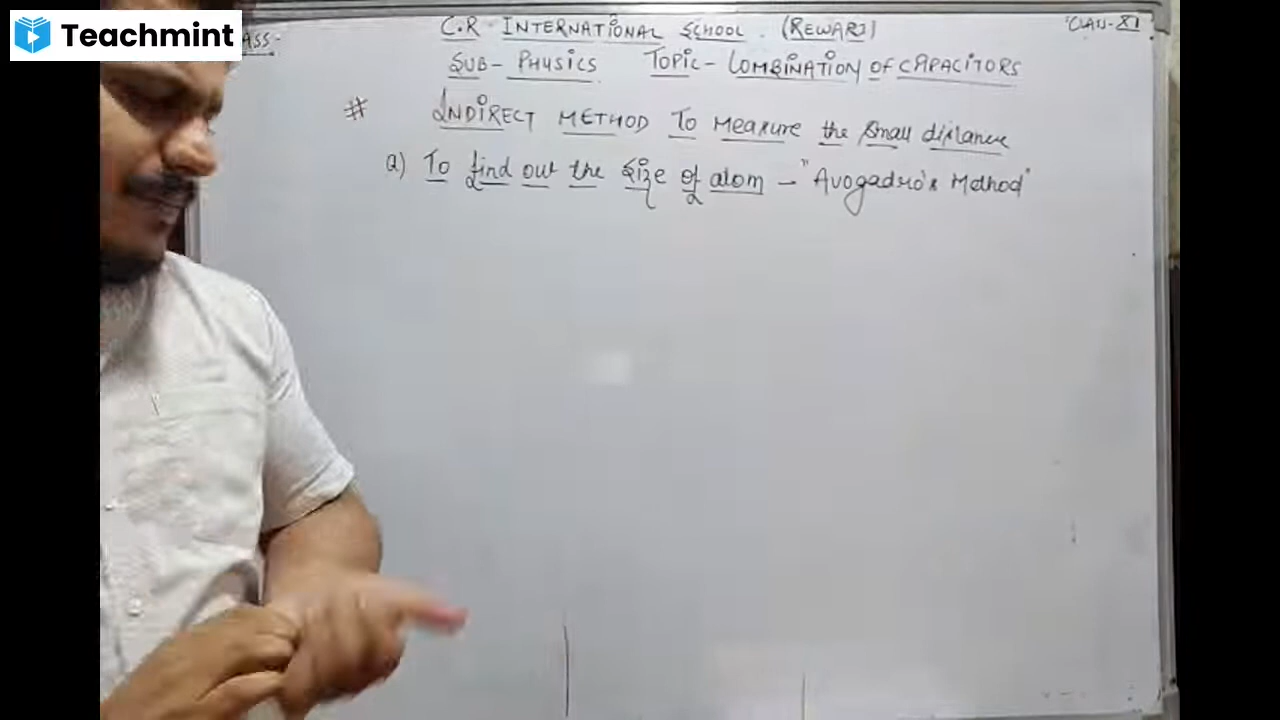 Teachmint
ASS-
C.R. INTERNATIONAL SCHOOL. (REWARI)
CLASS-XI
SUB- PHYSICS TOPIC- COMBINATION OF CAPACITORS
# INDIRECT METHOD TO Measure the small distance
a) To find out the size of atom - "Avogadro's Method"